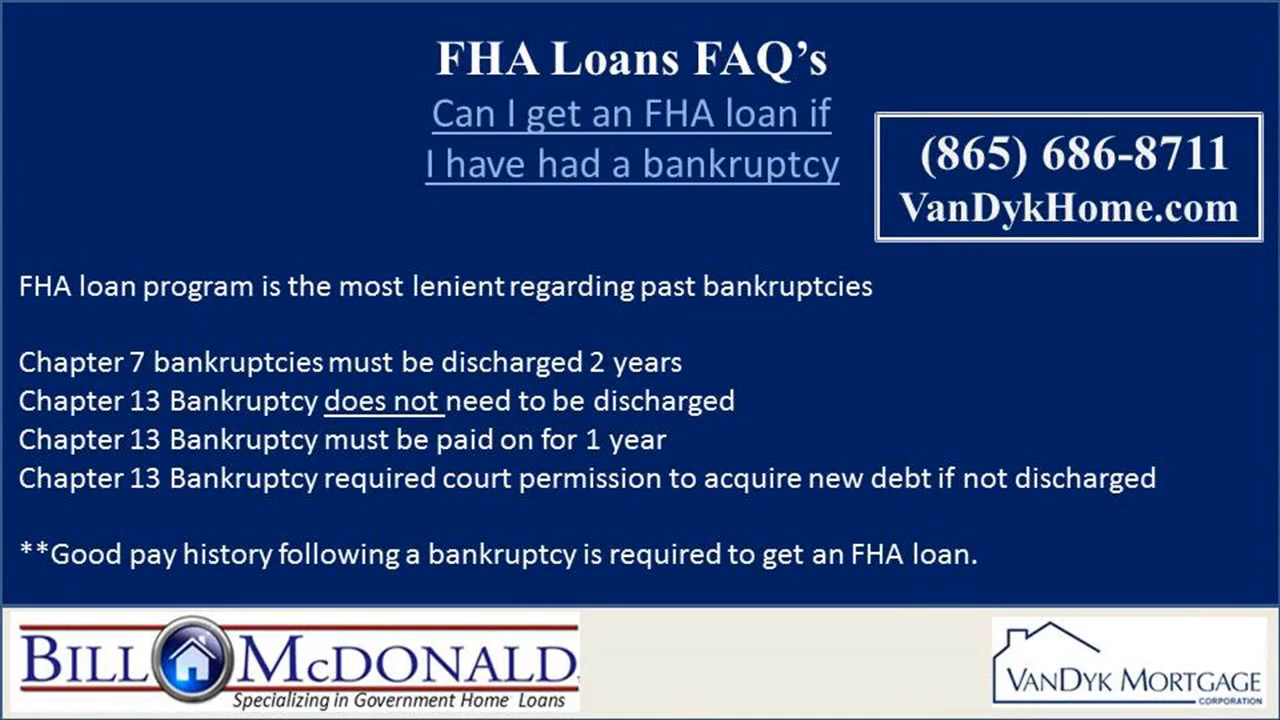 FHA Loans FAQ's
Can I get an FHA loan if
I have had a bankruptcy
(865) 686-8711
VanDykHome.com
FHA loan program is the most lenient regarding past bankruptcies
Chapter 7 bankruptcies must be discharged 2 years
Chapter 13 Bankruptcy does not need to be discharged
Chapter 13 Bankruptcy must be paid on for 1 year
Chapter 13 Bankruptcy required court permission to acquire new debt if not discharged
**Good pay history following a bankruptcy is required to get an FHA loan.
BILL MCDONALD
Specializing in Government Home Loans
VANDYK MORTGAGE
CORPORATION